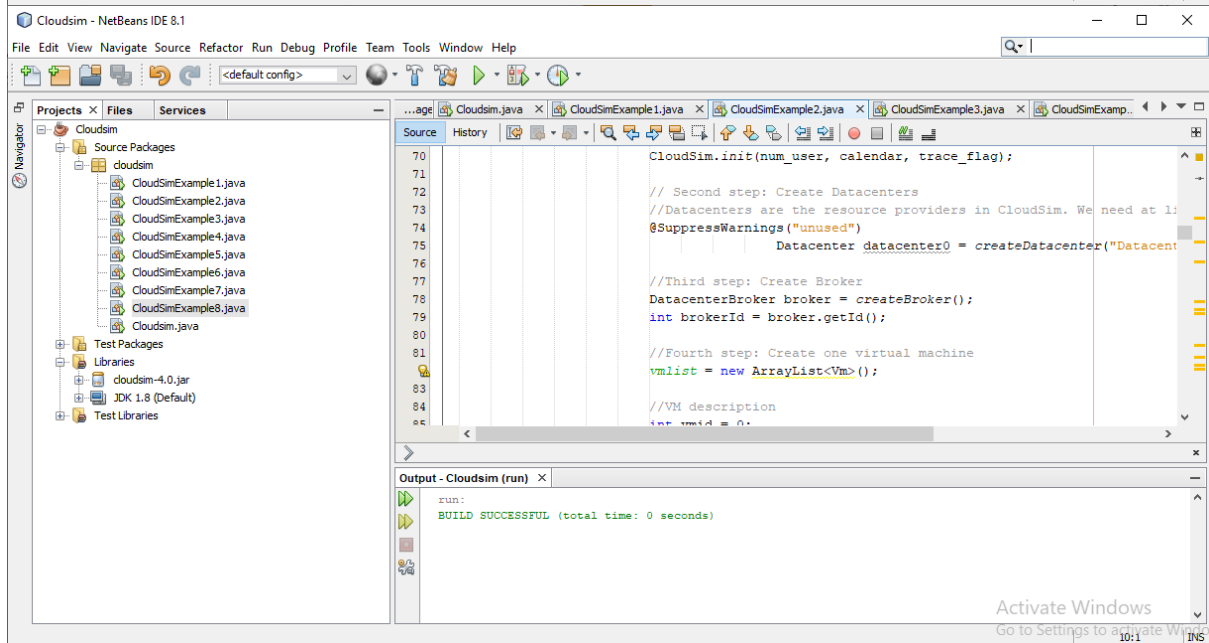 Cloudsim - NetBeans IDE 8.1
File Edit View Navigate Source Refactor Run Debug Profile Team Tools Window Help
<default config>
Projects Files Services
Navigator
Cloudsim
Source Packages
cloudsim
CloudSimExample1.java
CloudSimExample2.java
CloudSimExample3.java
CloudSimExample4.java
CloudSimExample5.java
CloudSimExample6.java
CloudSimExample7.java
CloudSimExample8.java
Cloudsim.java
Test Packages
Libraries
cloudsim-4.0.jar
JDK 1.8 (Default)
Test Libraries
...age Cloudsim.java CloudSimExample1.java CloudSimExample2.java CloudSimExample3.java CloudSimExamp..
Source History
70 CloudSim.init(num_user, calendar, trace_flag);
71
72 // Second step: Create Datacenters
73 //Datacenters are the resource providers in CloudSim. We need at li
74 @SuppressWarnings("unused")
75 Datacenter datacenter0 = createDatacenter("Datacent
76
77 //Third step: Create Broker
78 DatacenterBroker broker = createBroker();
79 int brokerId = broker.getId();
80
81 //Fourth step: Create one virtual machine
vmlist = new ArrayList<Vm>();
83
84 //VM description
85 int vmid = 0;
Output - Cloudsim (run)
run:
BUILD SUCCESSFUL (total time: 0 seconds)
Activate Windows
Go to Settings to activate Windo
10:1 INS